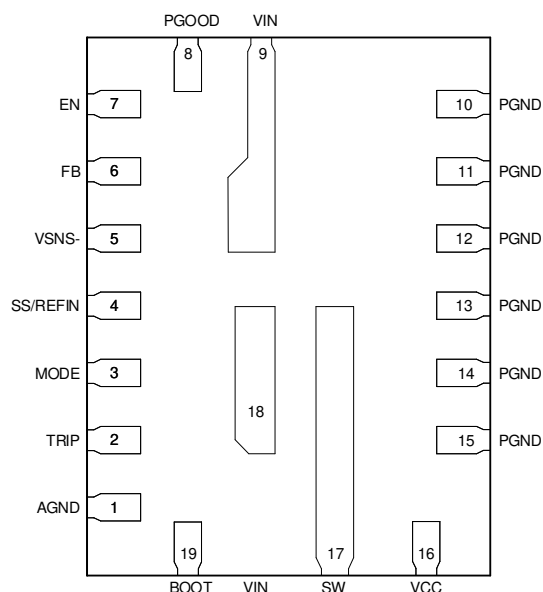 PGOOD VIN
8 9
EN 7 10 PGND
FB 6 11 PGND
VSNS- 5 12 PGND
SS/REFIN 4 13 PGND
MODE 3 14 PGND
18
TRIP 2 15 PGND
AGND 1
19 17 16
BOOT VIN SW VCC